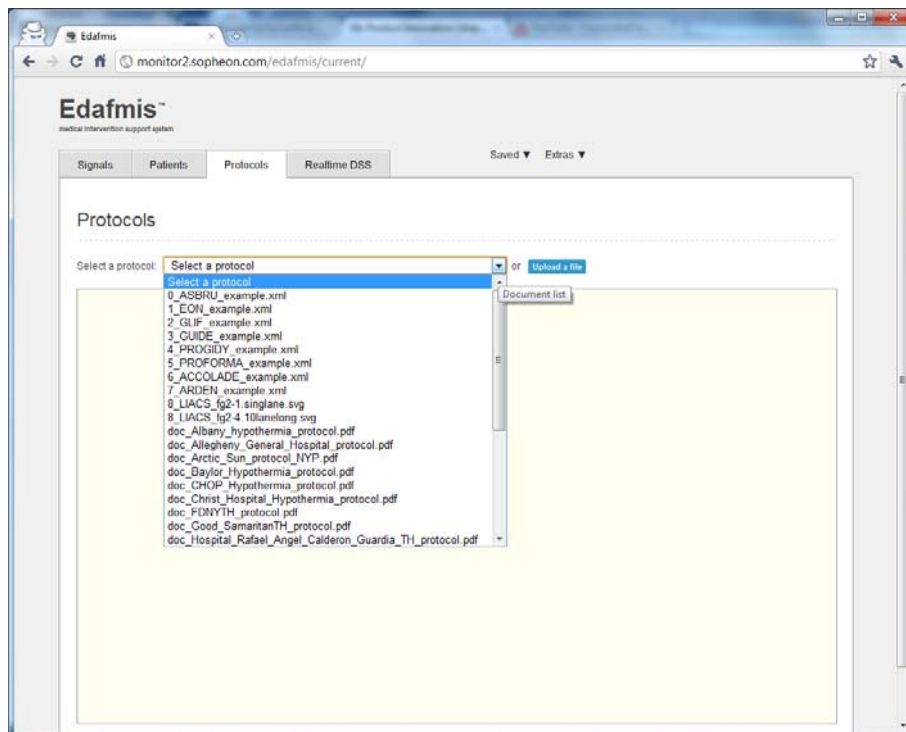 Edafmis
monitor2.sopheon.com/edafmis/current/
Edafmis™
medical intervention support system
Signals Patients Protocols Realtime DSS Saved ▼ Extras ▼
Protocols
Select a protocol: Select a protocol or Upload a file
Select a protocol
Document list
0_ASBRU_example.xml
1_EON_example.xml
2_GLIF_example.xml
3_GUIDE_example.xml
4_PROGIDY_example.xml
5_PROFORMA_example.xml
6_ACCOLADE_example.xml
7_ARDEN_example.xml
8_LIACS_fg2-1.singlane.svg
8_LIACS_fg2-4.10lanelong.svg
doc_Albany_hypothermia_protocol.pdf
doc_Allegheny_General_Hospital_protocol.pdf
doc_Arctic_Sun_protocol_NYP.pdf
doc_Baylor_Hypothermia_protocol.pdf
doc_CHOP_Hypothermia_protocol.pdf
doc_Christ_Hospital_Hypothermia_protocol.pdf
doc_FDNYTH_protocol.pdf
doc_Good_SamaritanTH_protocol.pdf
doc_Hospital_Rafael_Angel_Calderon_Guardia_TH_protocol.pdf